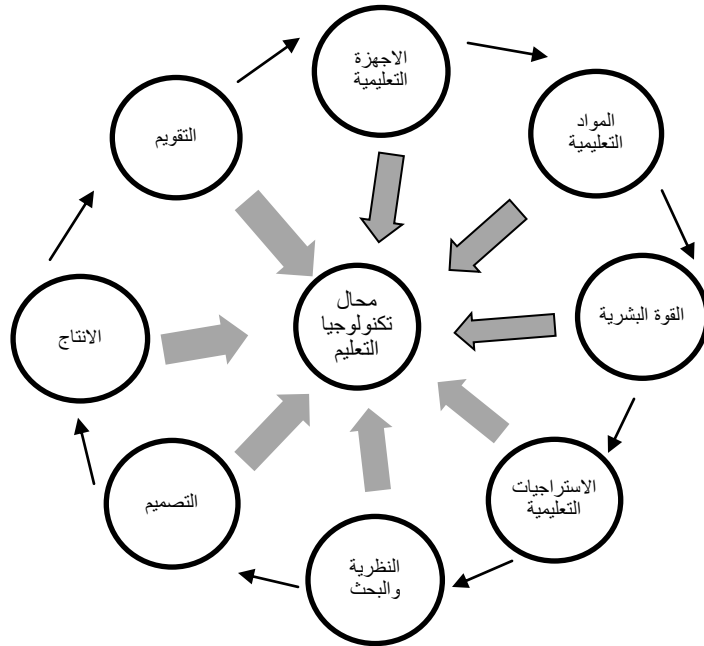 الاجهزة
التعليمية
المواد
التعليمية
القوة البشرية
الاستراجيات
التعليمية
النظرية
والبحث
التصميم
الانتاج
التقويم
محال
تكنولوجيا
التعليم